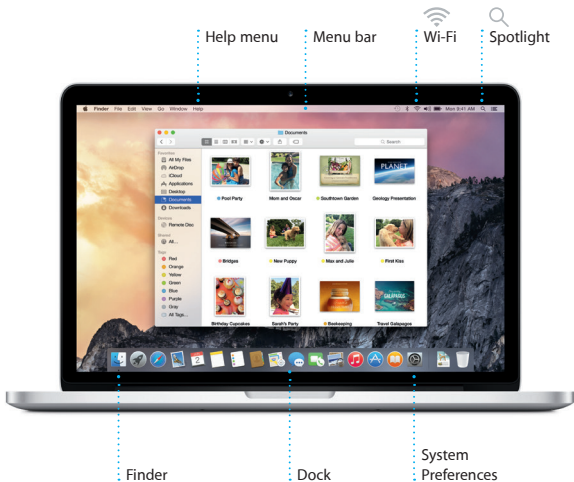 Help menu
Menu bar
Wi-Fi
Spotlight
Finder File Edit View Go Window Help
Mon 9:41 AM
Documents
Search
Favorites
All My Files
AirDrop
iCloud
Applications
Desktop
Documents
Downloads
Devices
Remote Disc
Shared
All...
Tags
Red
Orange
Yellow
Green
Blue
Purple
Gray
All Tags...
Pool Party
Mom and Oscar
Southtown Garden
PLANET
Geology Presentation
Bridges
New Puppy
Max and Julie
First Kiss
Birthday Cupcakes
Sarah's Party
Beekeeping
GALAPAGOS
Travel Galapagos
2
Finder
Dock
System
Preferences